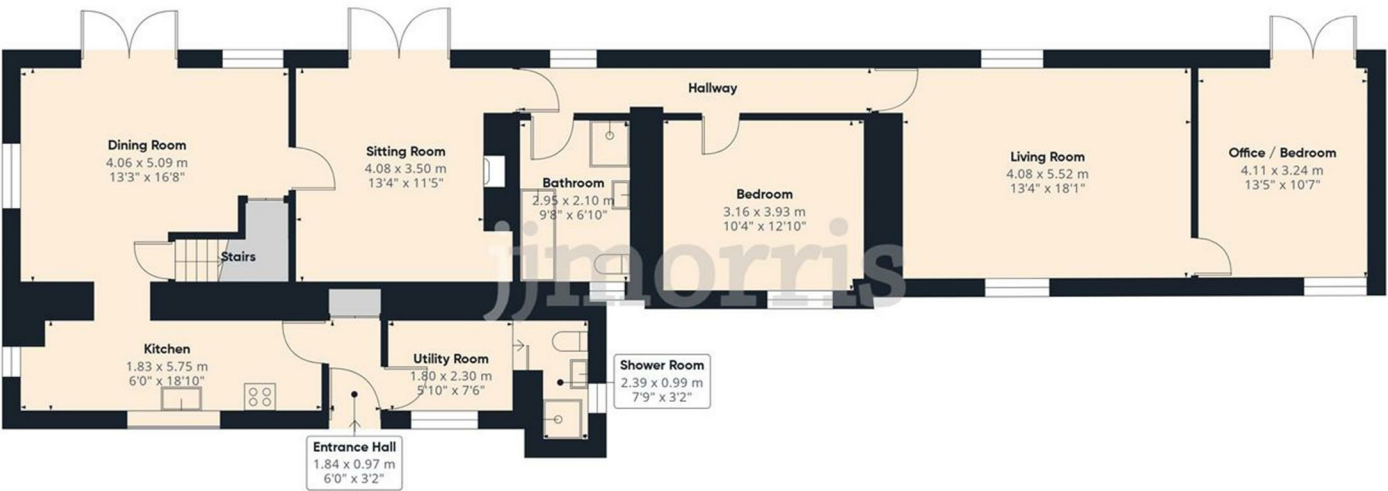 Dining Room
4.06 x 5.09 m
13'3" x 16'8"
Sitting Room
4.08 x 3.50 m
13'4" x 11'5"
Hallway
Bathroom
2.95 x 2.10 m
9'8" x 6'10"
Bedroom
3.16 x 3.93 m
10'4" x 12'10"
Living Room
4.08 x 5.52 m
13'4" x 18'1"
Office / Bedroom
4.11 x 3.24 m
13'5" x 10'7"
Stairs
jjmorris
Kitchen
1.83 x 5.75 m
6'0" x 18'10"
Utility Room
1.80 x 2.30 m
5'10" x 7'6"
Shower Room
2.39 x 0.99 m
7'9" x 3'2"
Entrance Hall
1.84 x 0.97 m
6'0" x 3'2"